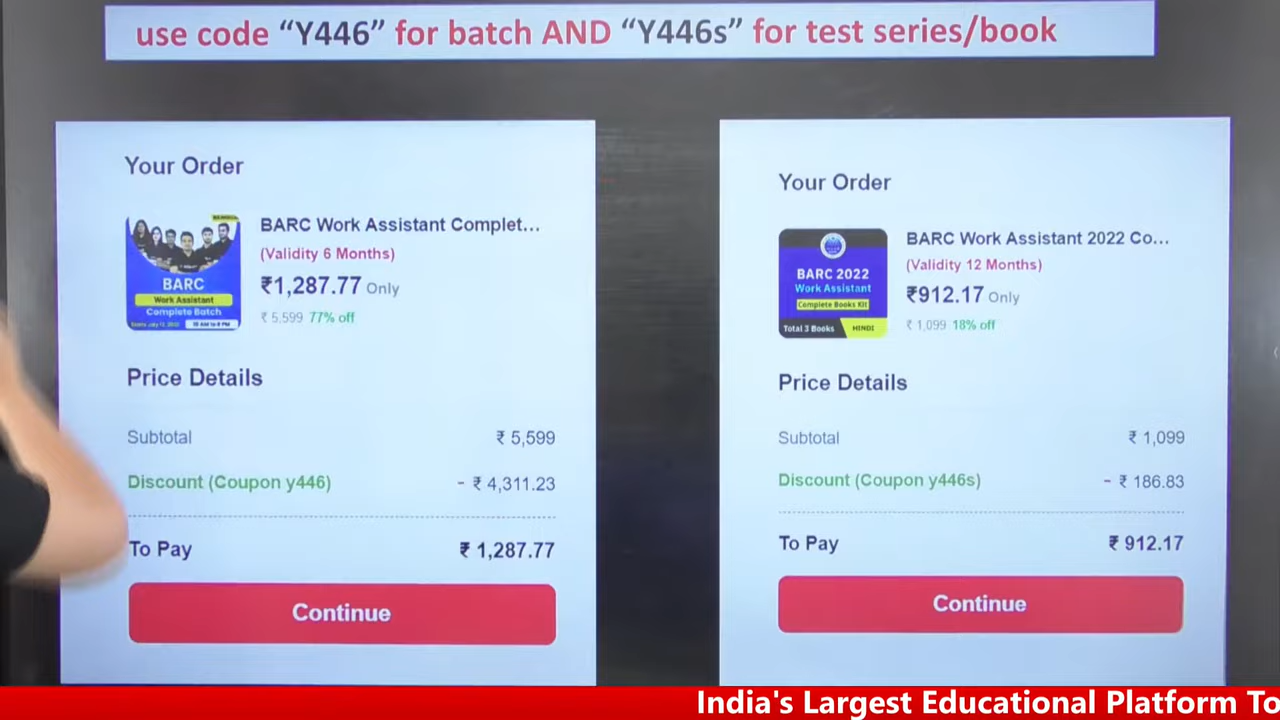 use code “Y446” for batch AND “Y446s” for test series/book
Your Order
BARC Work Assistant Complet...
(Validity 6 Months)
₹1,287.77 Only
₹ 5,599 77% off
BARC
Work Assistant
Complete Batch
Price Details
Subtotal ₹ 5,599
Discount (Coupon y446) - ₹ 4,311.23
To Pay ₹ 1,287.77
Continue
Your Order
BARC Work Assistant 2022 Co...
(Validity 12 Months)
₹912.17 Only
₹ 1,099 18% off
BARC 2022
Work Assistant
Complete Books Kit
Total 3 Books HINDI
Price Details
Subtotal ₹ 1,099
Discount (Coupon y446s) - ₹ 186.83
To Pay ₹ 912.17
Continue
India's Largest Educational Platform To